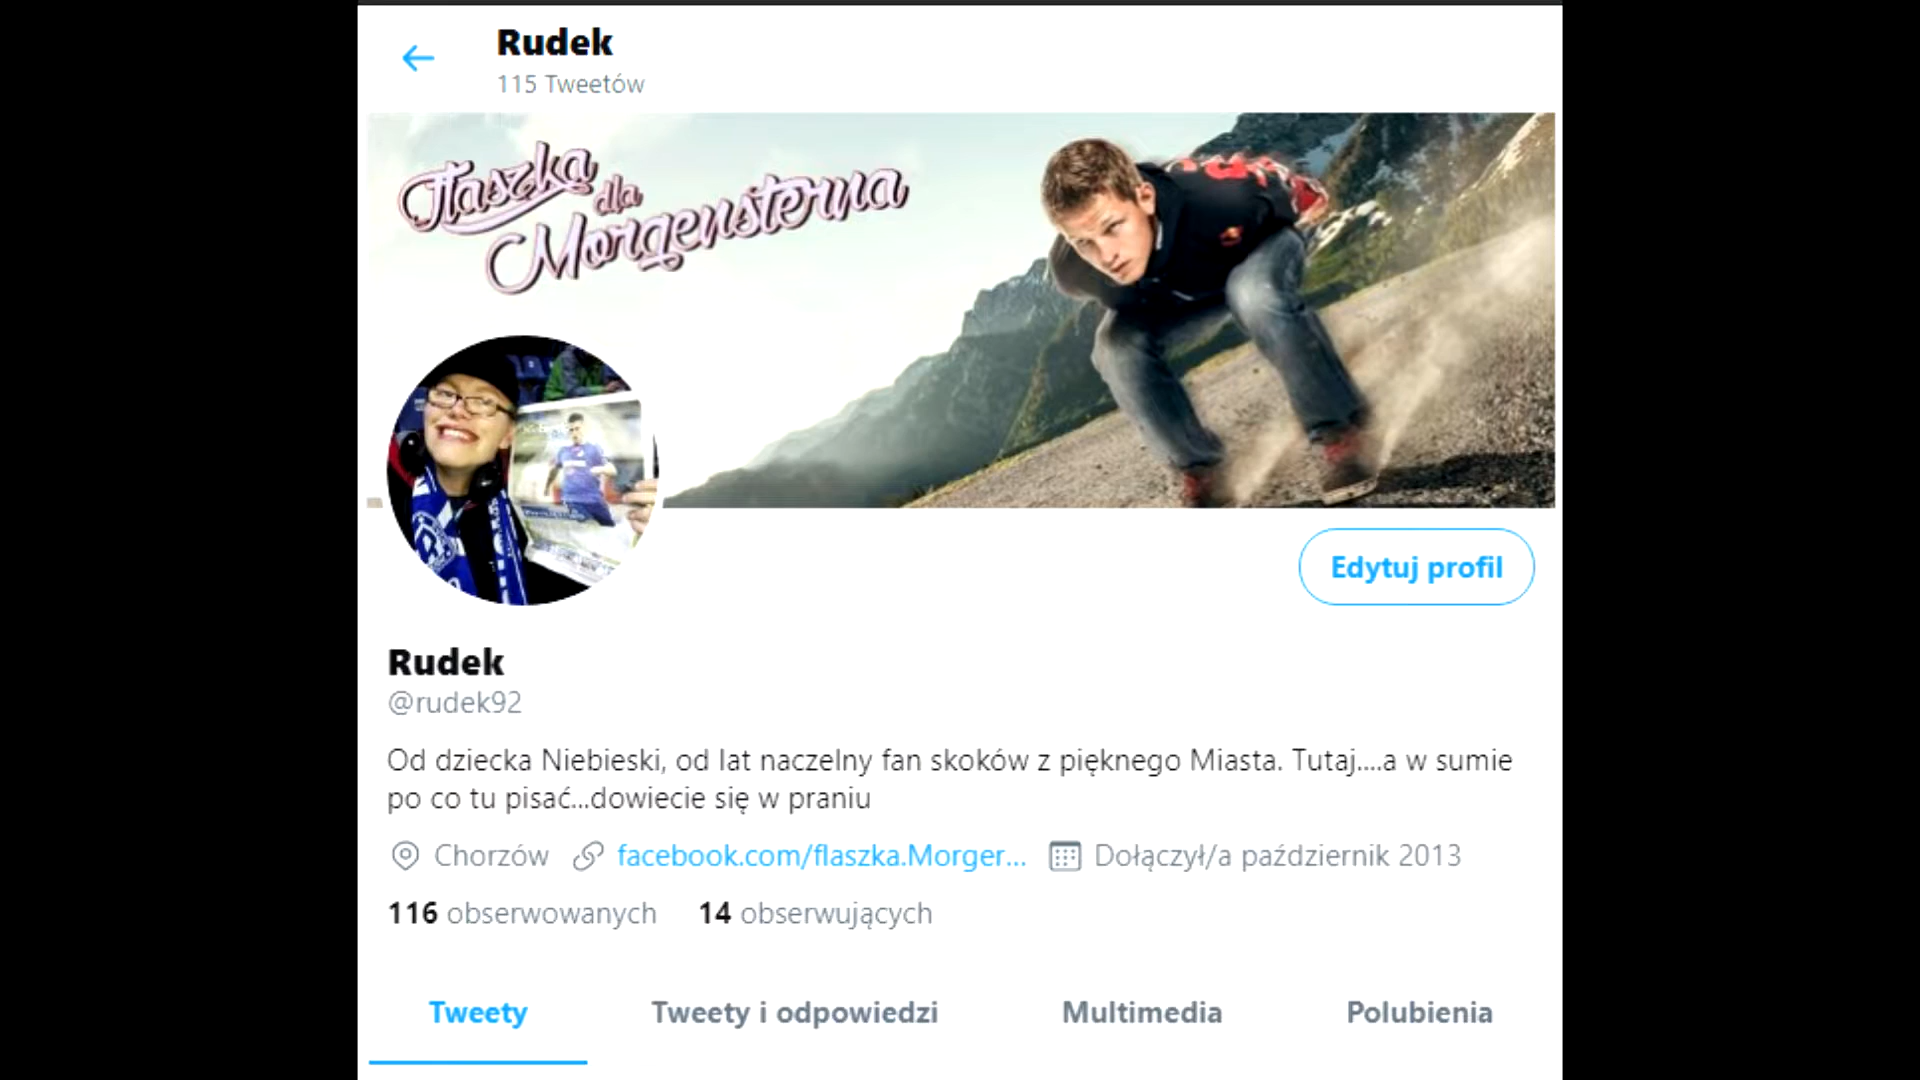 Rudek
115 Tweetów
Flaszka
dla
Morgensterna
Edytuj profil
Rudek
@rudek92
Od dziecka Niebieski, od lat naczelny fan skoków z pięknego Miasta. Tutaj....a w sumie
po co tu pisać...dowiecie się w praniu
Chorzów facebook.com/flaszka.Morger... Dołączył/a październik 2013
116 obserwowanych 14 obserwujących
Tweety Tweety i odpowiedzi Multimedia Polubienia